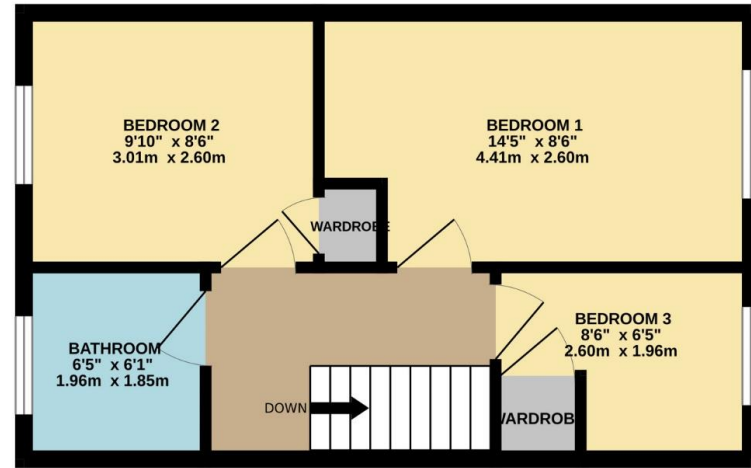 BEDROOM 2
9'10" x 8'6"
3.01m x 2.60m
BEDROOM 1
14'5" x 8'6"
4.41m x 2.60m
WARDROBE
BATHROOM
6'5" x 6'1"
1.96m x 1.85m
BEDROOM 3
8'6" x 6'5"
2.60m x 1.96m
DOWN
WARDROB